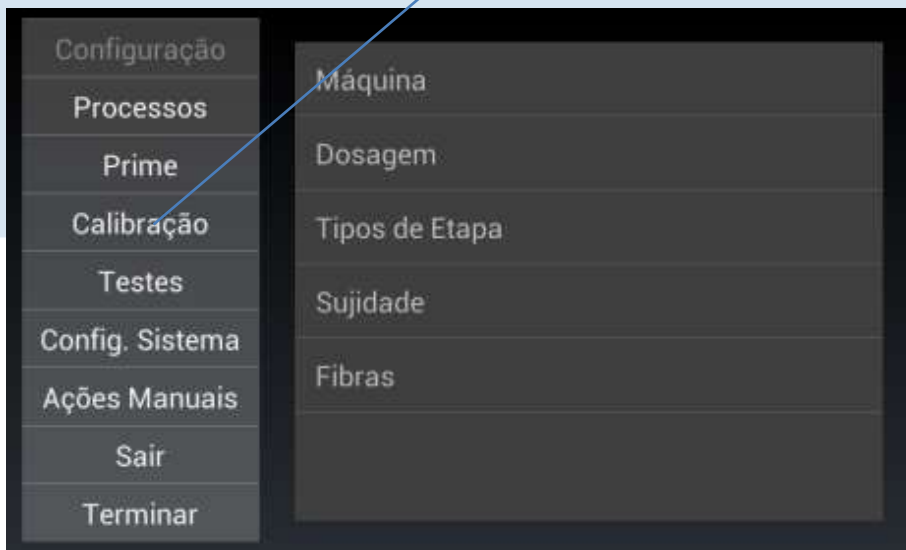 Configuração
Processos
Prime
Calibração
Testes
Config. Sistema
Ações Manuais
Sair
Terminar
Máquina
Dosagem
Tipos de Etapa
Sujidade
Fibras